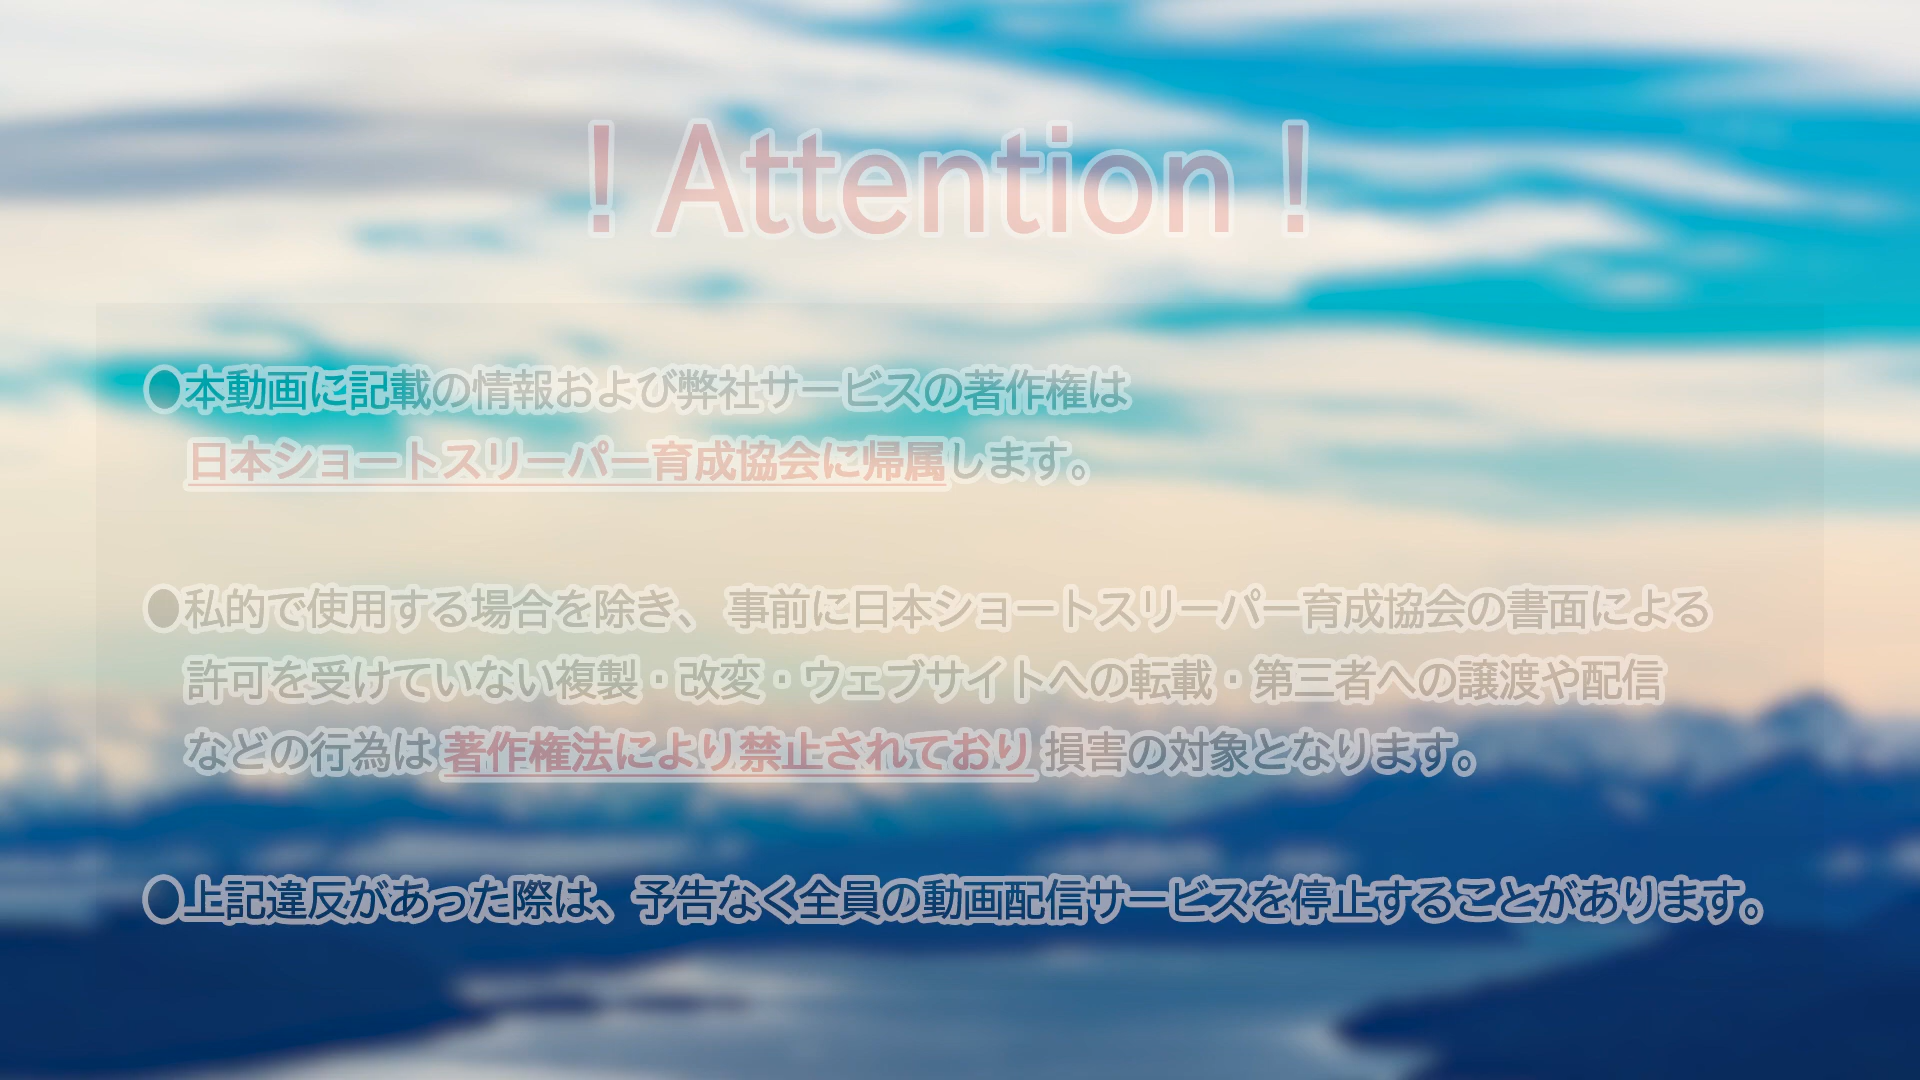 ！Attention！
●本動画に記載の情報および弊社サービスの著作権は
日本ショートスリーパー育成協会に帰属します。
●私的で使用する場合を除き、事前に日本ショートスリーパー育成協会の書面による
許可を受けていない複製・改変・ウェブサイトへの転載・第三者への譲渡や配信
などの行為は著作権法により禁止されており損害の対象となります。
●上記違反があった際は、予告なく全員の動画配信サービスを停止することがあります。